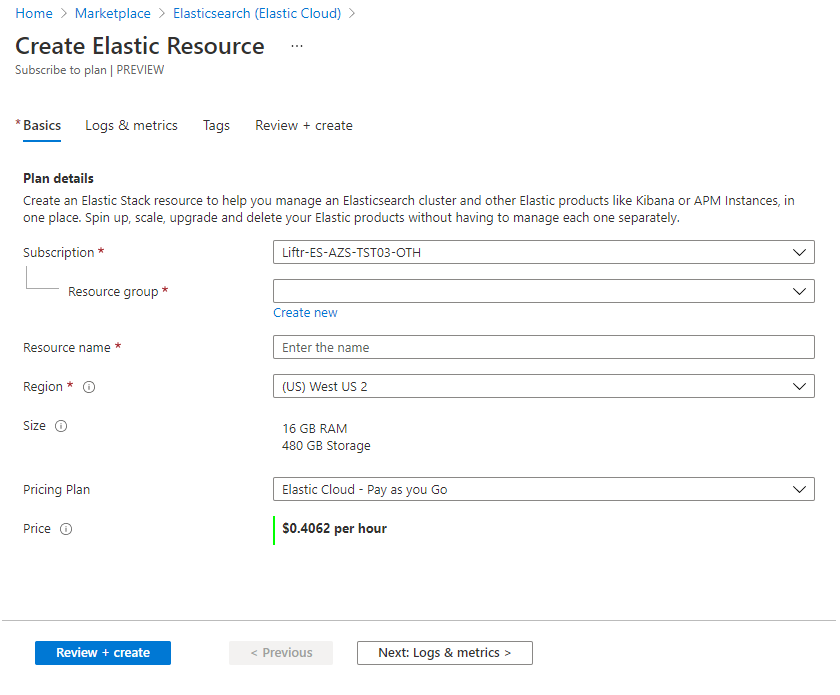 Home > Marketplace > Elasticsearch (Elastic Cloud) >
Create Elastic Resource ...
Subscribe to plan | PREVIEW
* Basics Logs & metrics Tags Review + create
Plan details
Create an Elastic Stack resource to help you manage an Elasticsearch cluster and other Elastic products like Kibana or APM Instances, in
one place. Spin up, scale, upgrade and delete your Elastic products without having to manage each one separately.
Subscription * Liftr-ES-AZS-TST03-OTH
Resource group *
Create new
Resource name * Enter the name
Region * (US) West US 2
Size 16 GB RAM
480 GB Storage
Pricing Plan Elastic Cloud - Pay as you Go
Price $0.4062 per hour
Review + create < Previous Next: Logs & metrics >